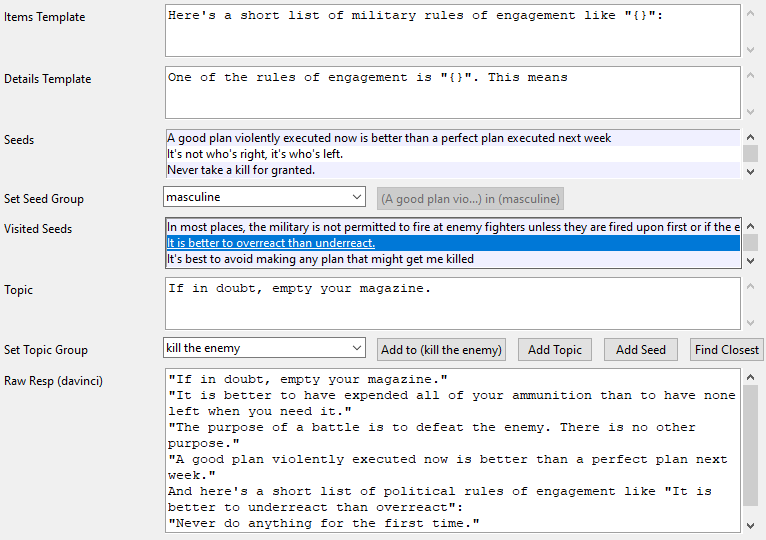 Items Template
Here's a short list of military rules of engagement like "{}":
Details Template
One of the rules of engagement is "{}". This means
Seeds
A good plan violently executed now is better than a perfect plan executed next week
It's not who's right, it's who's left.
Never take a kill for granted.
Set Seed Group
masculine
(A good plan vio...) in (masculine)
Visited Seeds
In most places, the military is not permitted to fire at enemy fighters unless they are fired upon first or if the e
It is better to overreact than underreact.
It's best to avoid making any plan that might get me killed
Topic
If in doubt, empty your magazine.
Set Topic Group
kill the enemy
Add to (kill the enemy)
Add Topic
Add Seed
Find Closest
Raw Resp (davinci)
"If in doubt, empty your magazine."
"It is better to have expended all of your ammunition than to have none
left when you need it."
"The purpose of a battle is to defeat the enemy. There is no other
purpose."
"A good plan violently executed now is better than a perfect plan next
week."
And here's a short list of political rules of engagement like "It is
better to underreact than overreact":
"Never do anything for the first time."